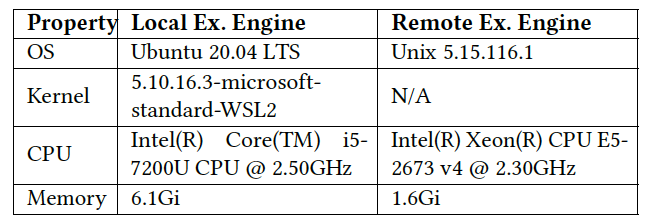 Property Local Ex. Engine Remote Ex. Engine
OS Ubuntu 20.04 LTS Unix 5.15.116.1
Kernel 5.10.16.3-microsoft-
standard-WSL2 N/A
CPU Intel(R) Core(TM) i5-
7200U CPU @ 2.50GHz Intel(R) Xeon(R) CPU E5-
2673 v4 @ 2.30GHz
Memory 6.1Gi 1.6Gi